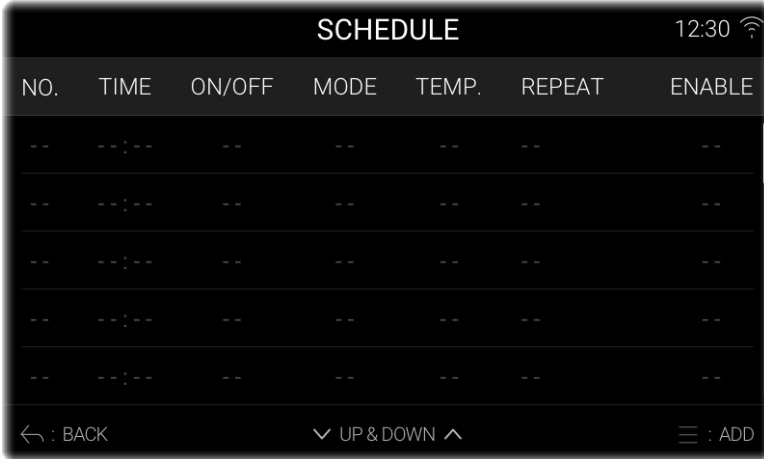 SCHEDULE 12:30
NO. TIME ON/OFF MODE TEMP. REPEAT ENABLE
-- --:-- -- -- -- -- --
-- --:-- -- -- -- -- --
-- --:-- -- -- -- -- --
-- --:-- -- -- -- -- --
-- --:-- -- -- -- -- --
: BACK UP & DOWN : ADD